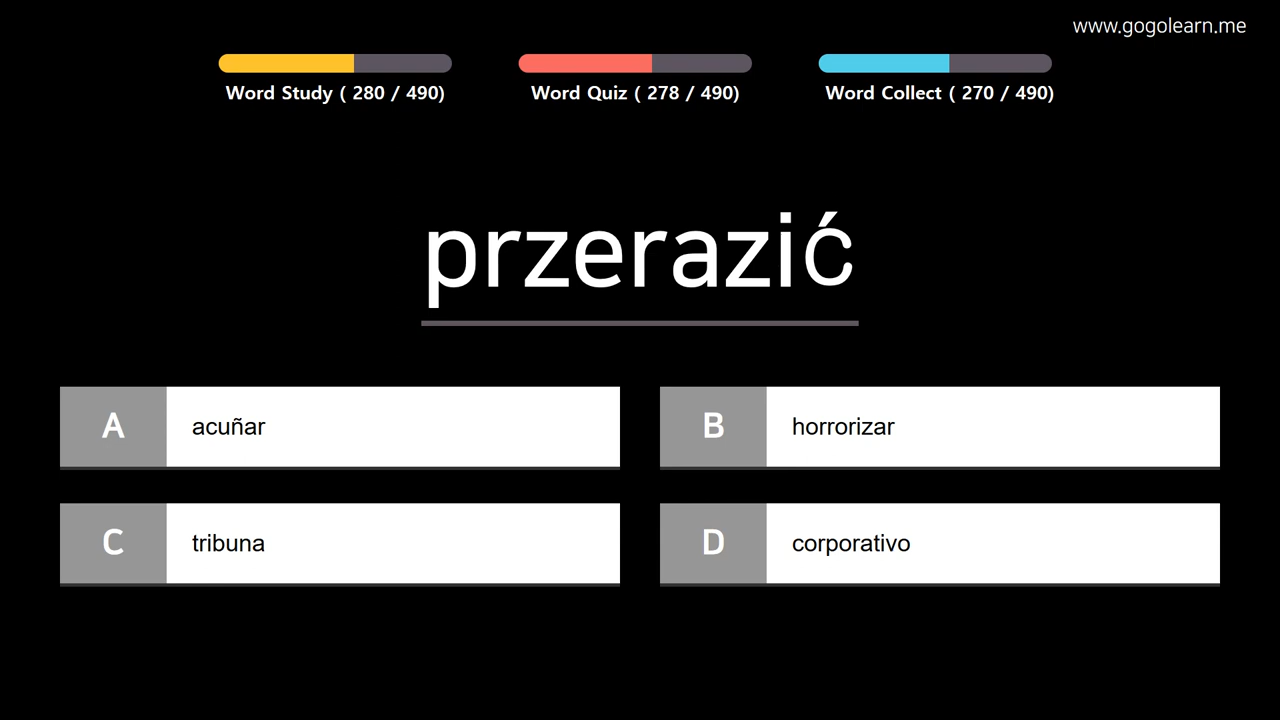 www.gogolearn.me
Word Study ( 280 / 490)
Word Quiz ( 278 / 490)
Word Collect ( 270 / 490)
przerazić
A
acuñar
B
horrorizar
C
tribuna
D
corporativo